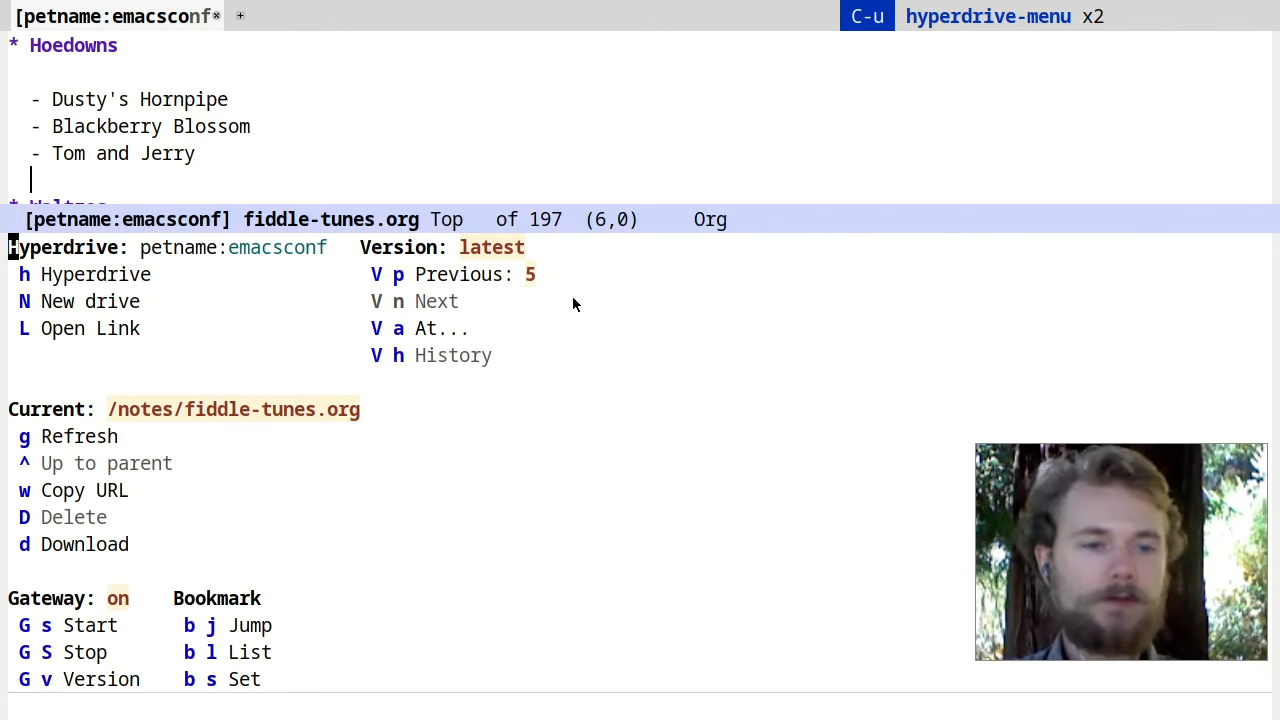 [petname:emacsconf × + C-u hyperdrive-menu x2
* Hoedowns
- Dusty's Hornpipe
- Blackberry Blossom
- Tom and Jerry
* Waltzes
[petname:emacsconf] fiddle-tunes.org Top of 197 (6,0) Org
Hyperdrive: petname:emacsconf Version: latest
h Hyperdrive V p Previous: 5
N New drive V n Next
L Open Link V a At...
V h History
Current: /notes/fiddle-tunes.org
g Refresh
^ Up to parent
w Copy URL
D Delete
d Download
Gateway: on Bookmark
G s Start b j Jump
G S Stop b l List
G v Version b s Set